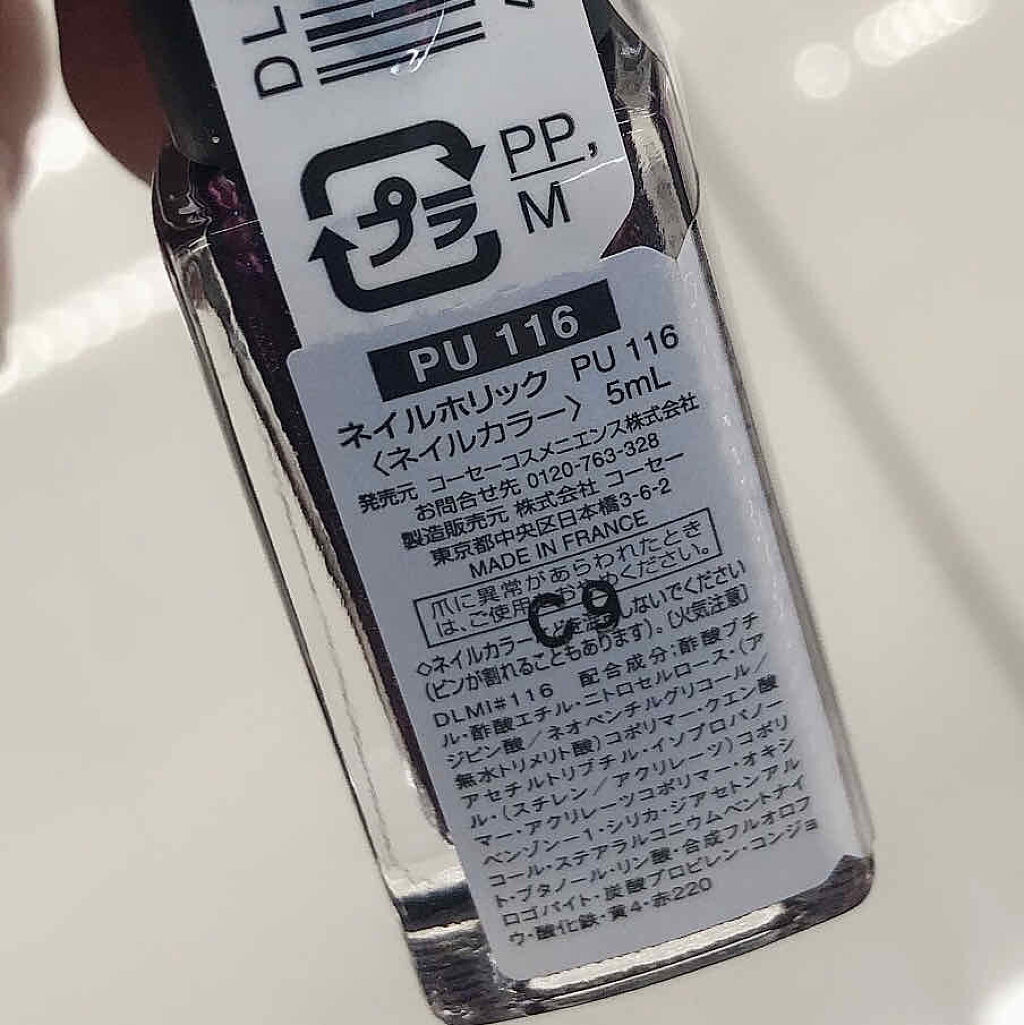 DL
プラ
PP,
M
PU 116
ネイルホリック PU 116
〈ネイルカラー〉 5mL
発売元 コーセーコスメニエンス株式会社
お問合せ先 0120-763-328
製造販売元 株式会社 コーセー
東京都中央区日本橋3-6-2
MADE IN FRANCE
爪に異常があらわれたとき
は、ご使用 おやめください。
C9
◇ネイルカラー しないでください
(ビンが割れることもあります)。[火気注意]
DLMI#116 配合成分;酢酸ブチ
ル・酢酸エチル・ニトロセルロース・(ア
ジピン酸/ネオペンチルグリコール/
無水トリメリト酸)コポリマー・クエン酸
アセチルトリブチル・イソプロパノー
ル・(スチレン/アクリレーツ)コポリ
マー・アクリレーツコポリマー・オキシ
ベンゾン-1・シリカ・ジアセトンアル
コール・ステアラルコニウムベントナイ
ト・ブタノール・リン酸・合成フルオロフ
ロゴパイト・炭酸プロピレン・コンジョ
ウ・酸化鉄・黄4・赤220